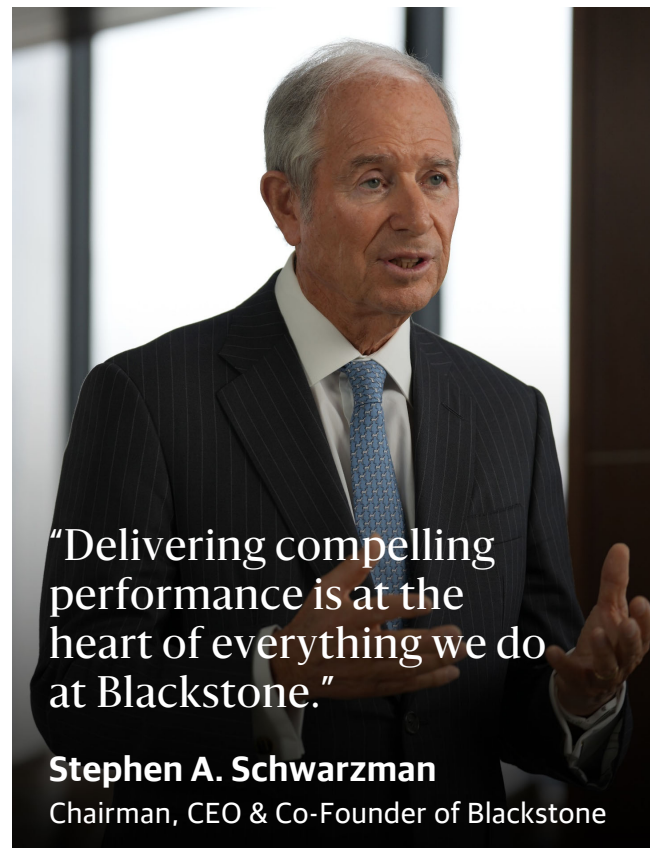 “Delivering compelling
performance is at the
heart of everything we do
at Blackstone.”
Stephen A. Schwarzman
Chairman, CEO & Co-Founder of Blackstone